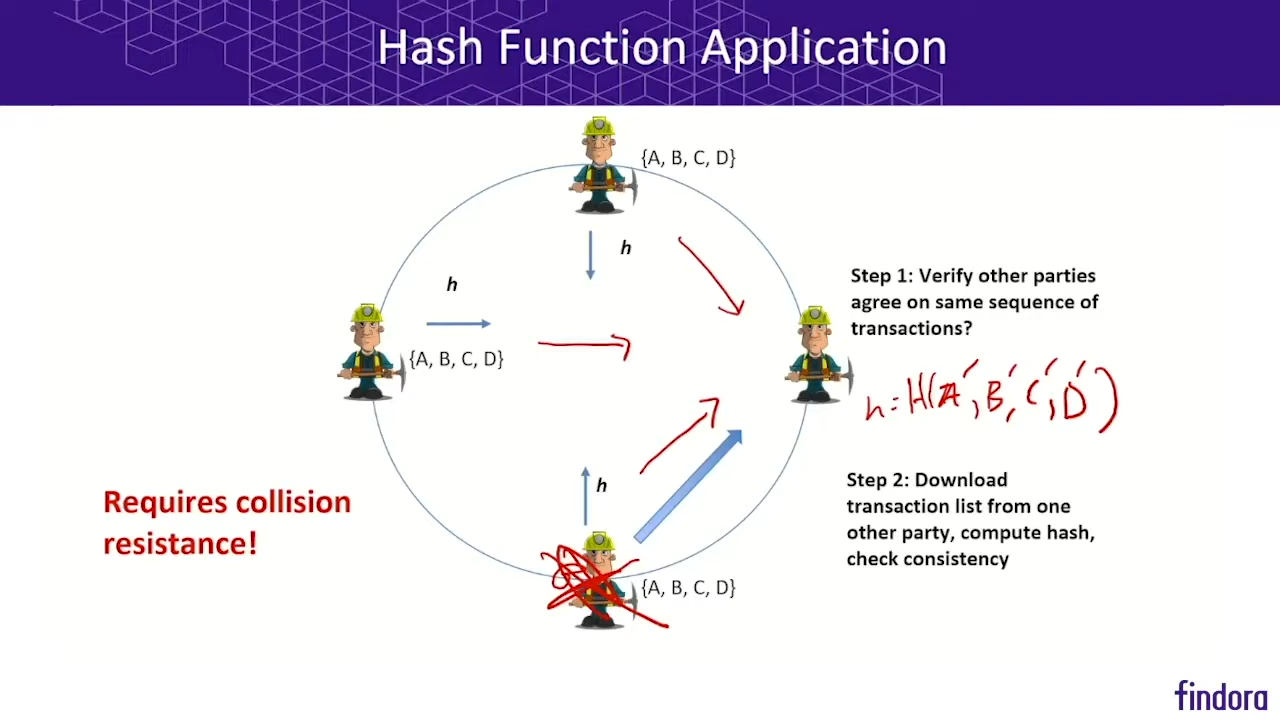 Hash Function Application
{A, B, C, D}
h
h
{A, B, C, D}
Step 1: Verify other parties
agree on same sequence of
transactions?
h = H(A', B', C', D')
Step 2: Download
transaction list from one
other party, compute hash,
check consistency
h
{A, B, C, D}
Requires collision
resistance!
findora